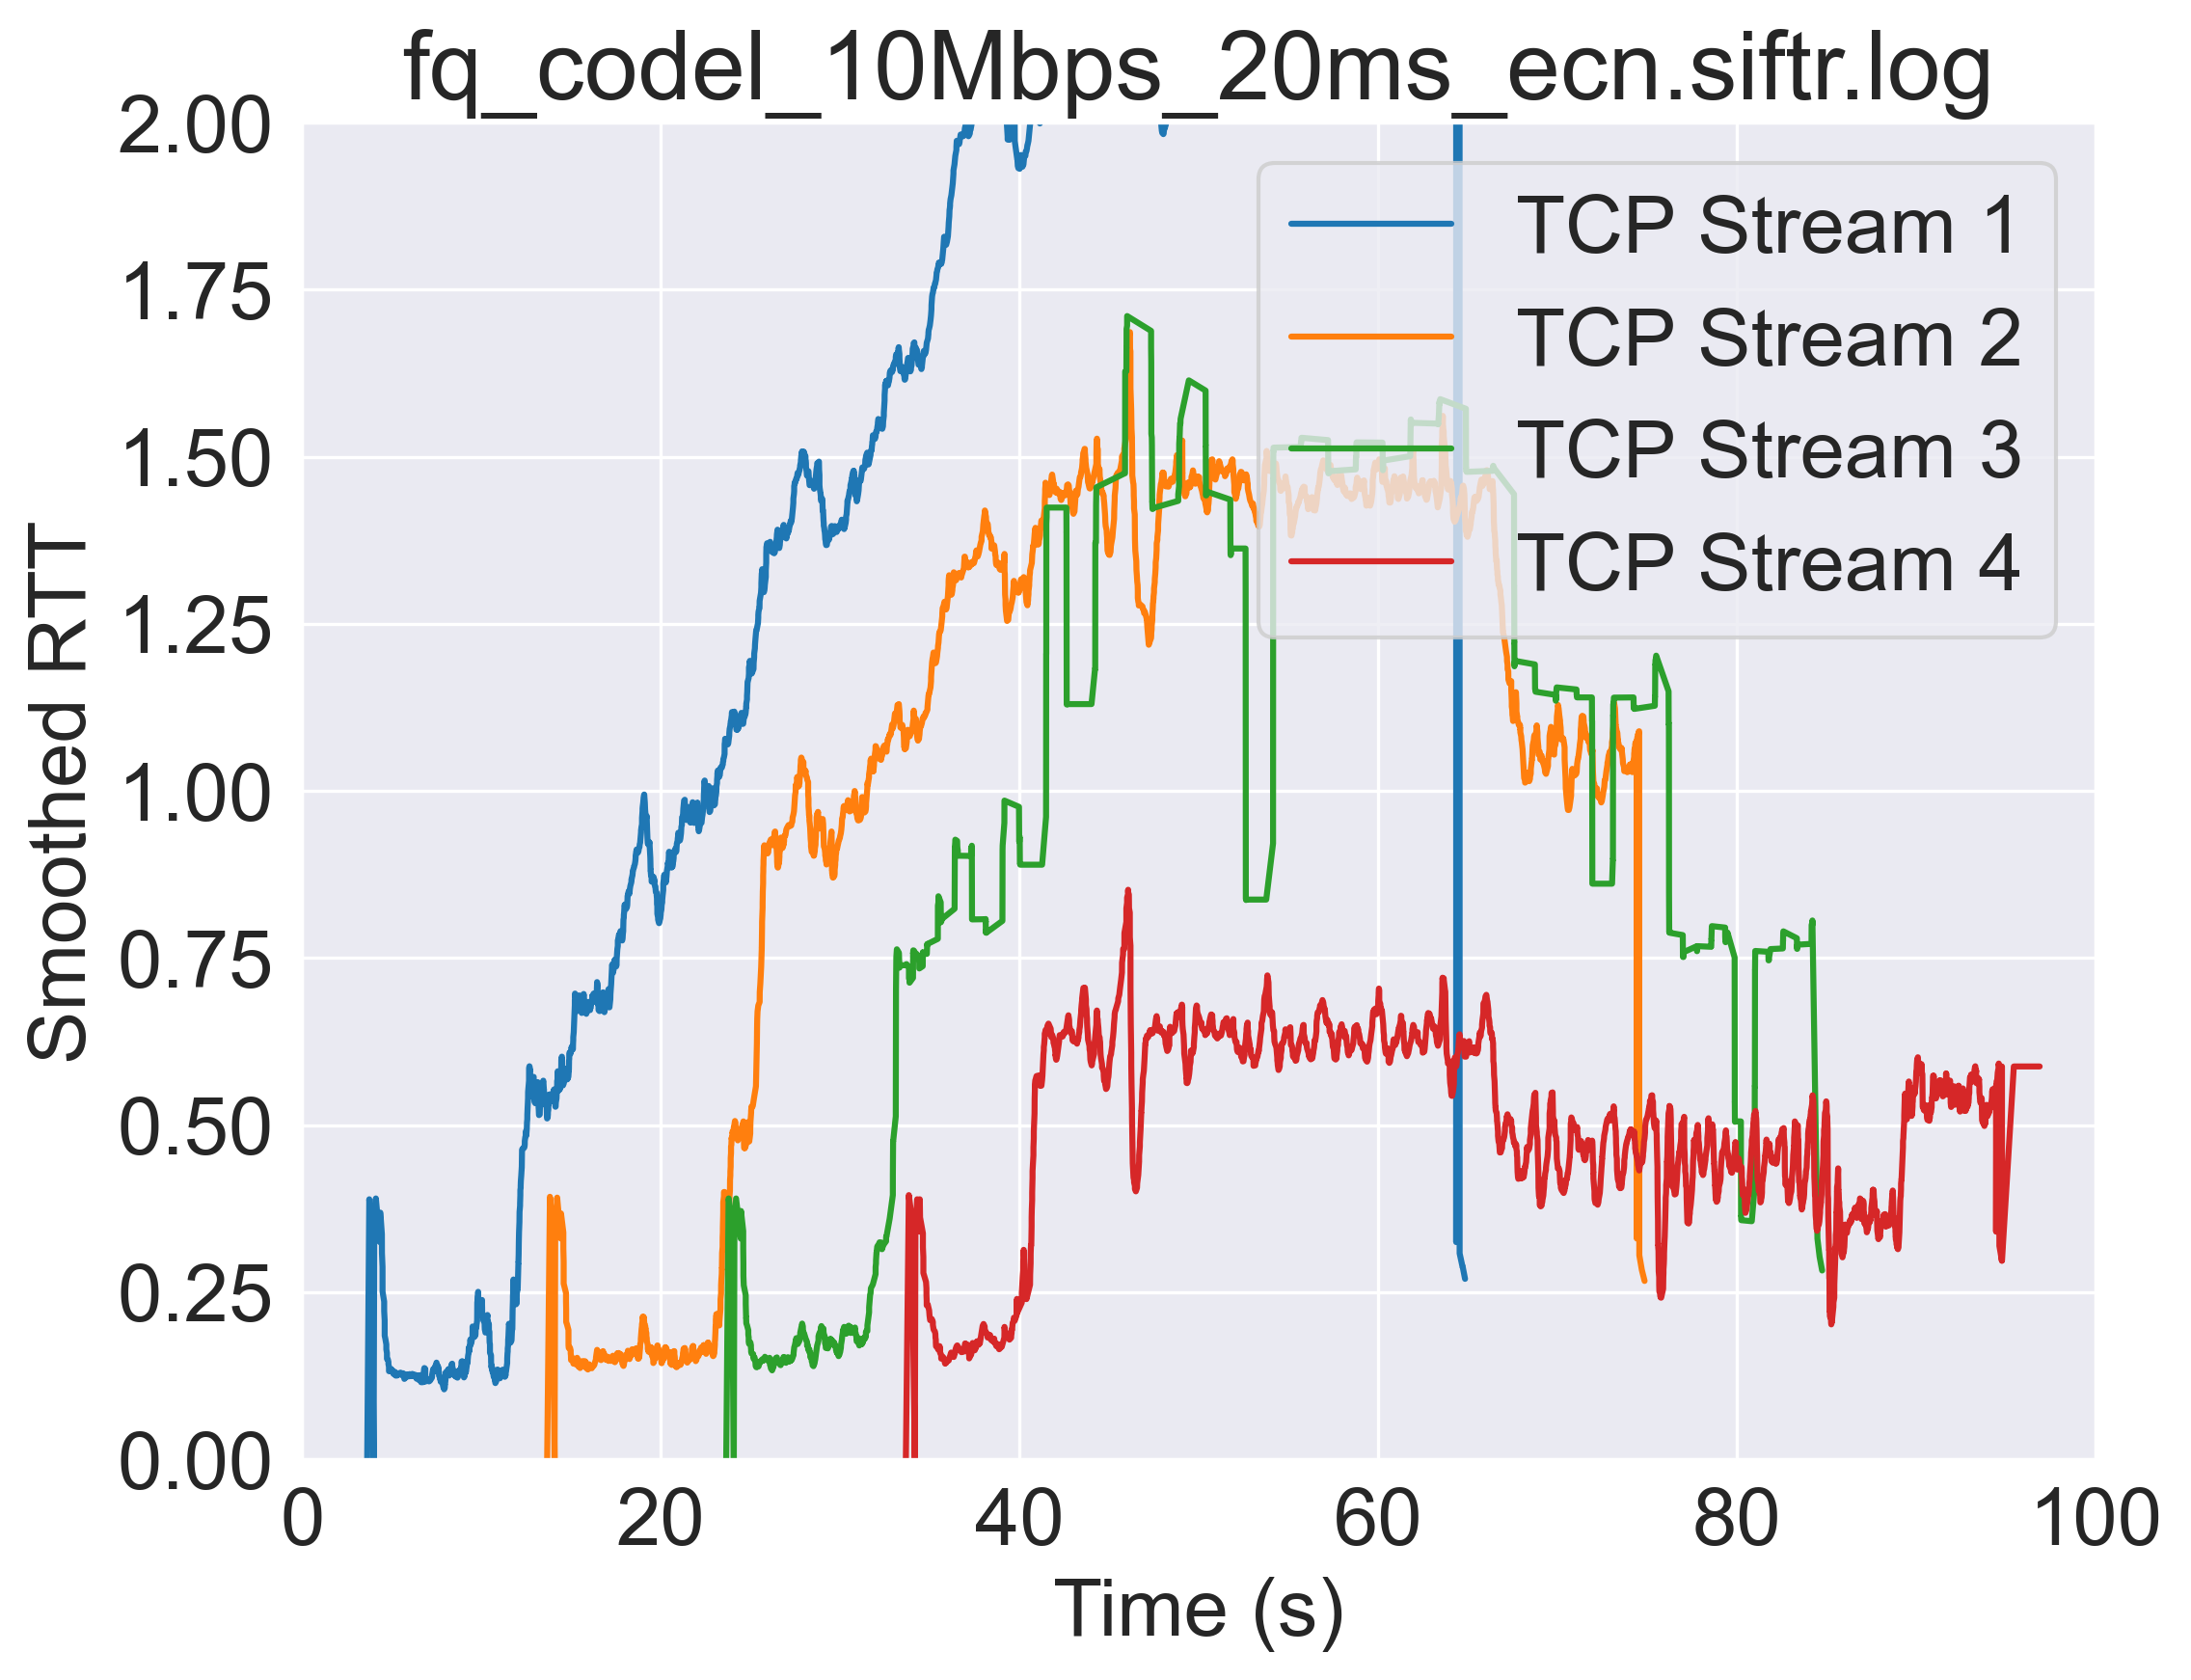 fq_codel_10Mbps_20ms_ecn.siftr.log
2.00
1.75
1.50
1.25
1.00
0.75
0.50
0.25
0.00
Smoothed RTT
TCP Stream 1
TCP Stream 2
TCP Stream 3
TCP Stream 4
0 20 40 60 80 100
Time (s)